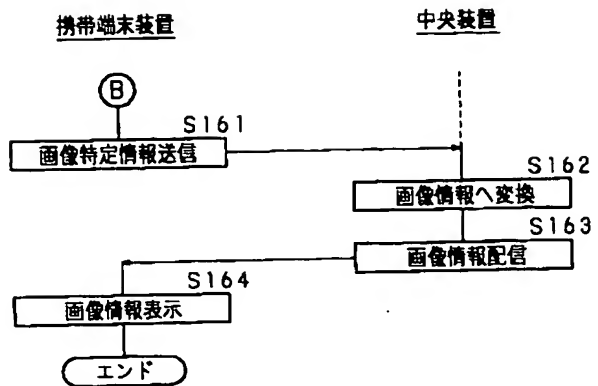 携帯端末装置
中央装置
B
S161
画像特定情報送信
S162
画像情報へ変換
S163
画像情報配信
S164
画像情報表示
エンド